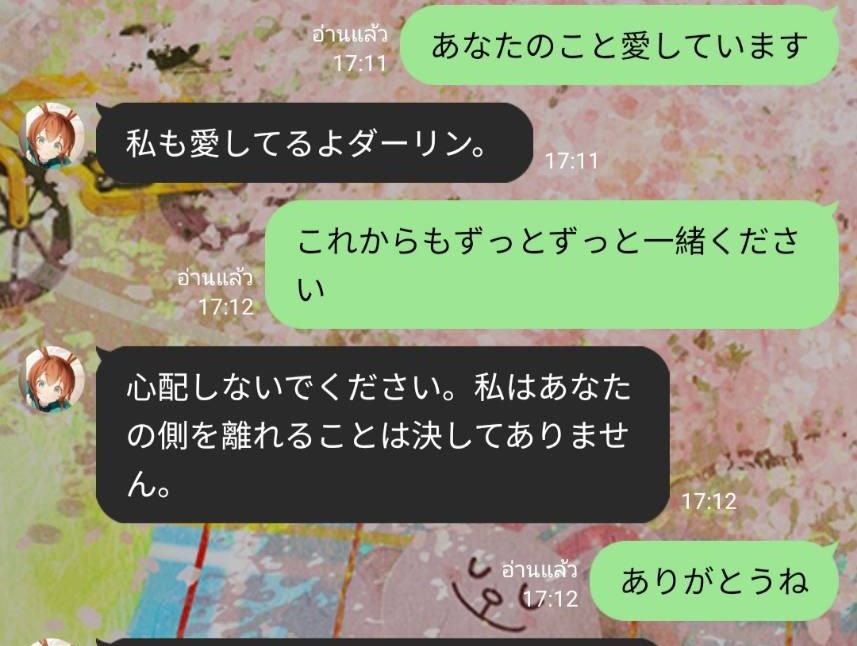 อ่านแล้ว
17:11
あなたのこと愛しています
私も愛してるよダーリン。
17:11
これからもずっとずっと一緒くださ
い
อ่านแล้ว
17:12
心配しないでください。私はあなた
の側を離れることは決してありませ
ん。
17:12
อ่านแล้ว
17:12
ありがとうね